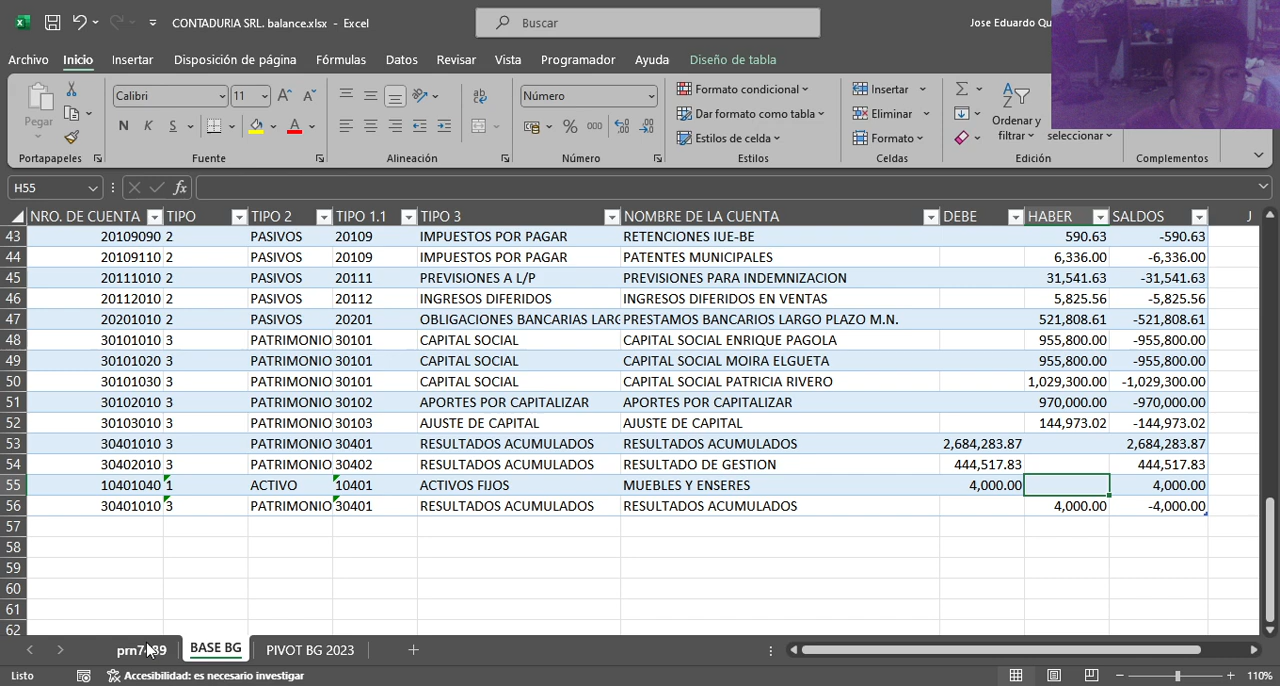 CONTADURIA SRL. balance.xlsx - Excel
Buscar
Jose Eduardo Qu
Archivo Inicio Insertar Disposición de página Fórmulas Datos Revisar Vista Programador Ayuda Diseño de tabla
Pegar
Portapapeles
Calibri 11
N K S
Fuente
Alineación
Número
% 000
Número
Formato condicional
Dar formato como tabla
Estilos de celda
Estilos
Insertar
Eliminar
Formato
Celdas
Ordenar y
filtrar
seleccionar
Edición
Complementos
H55 fx
NRO. DE CUENTA TIPO TIPO 2 TIPO 1.1 TIPO 3 NOMBRE DE LA CUENTA DEBE HABER SALDOS J
43 20109090 2 PASIVOS 20109 IMPUESTOS POR PAGAR RETENCIONES IUE-BE 590.63 -590.63
44 20109110 2 PASIVOS 20109 IMPUESTOS POR PAGAR PATENTES MUNICIPALES 6,336.00 -6,336.00
45 20111010 2 PASIVOS 20111 PREVISIONES A L/P PREVISIONES PARA INDEMNIZACION 31,541.63 -31,541.63
46 20112010 2 PASIVOS 20112 INGRESOS DIFERIDOS INGRESOS DIFERIDOS EN VENTAS 5,825.56 -5,825.56
47 20201010 2 PASIVOS 20201 OBLIGACIONES BANCARIAS LARG PRESTAMOS BANCARIOS LARGO PLAZO M.N. 521,808.61 -521,808.61
48 30101010 3 PATRIMONIO 30101 CAPITAL SOCIAL CAPITAL SOCIAL ENRIQUE PAGOLA 955,800.00 -955,800.00
49 30101020 3 PATRIMONIO 30101 CAPITAL SOCIAL CAPITAL SOCIAL MOIRA ELGUETA 955,800.00 -955,800.00
50 30101030 3 PATRIMONIO 30101 CAPITAL SOCIAL CAPITAL SOCIAL PATRICIA RIVERO 1,029,300.00 -1,029,300.00
51 30102010 3 PATRIMONIO 30102 APORTES POR CAPITALIZAR APORTES POR CAPITALIZAR 970,000.00 -970,000.00
52 30103010 3 PATRIMONIO 30103 AJUSTE DE CAPITAL AJUSTE DE CAPITAL 144,973.02 -144,973.02
53 30401010 3 PATRIMONIO 30401 RESULTADOS ACUMULADOS RESULTADOS ACUMULADOS 2,684,283.87 2,684,283.87
54 30402010 3 PATRIMONIO 30402 RESULTADOS ACUMULADOS RESULTADO DE GESTION 444,517.83 444,517.83
55 10401040 1 ACTIVO 10401 ACTIVOS FIJOS MUEBLES Y ENSERES 4,000.00 4,000.00
56 30401010 3 PATRIMONIO 30401 RESULTADOS ACUMULADOS RESULTADOS ACUMULADOS 4,000.00 -4,000.00
57
58
59
60
61
62
BASE BG PIVOT BG 2023
Listo Accesibilidad: es necesario investigar 110%